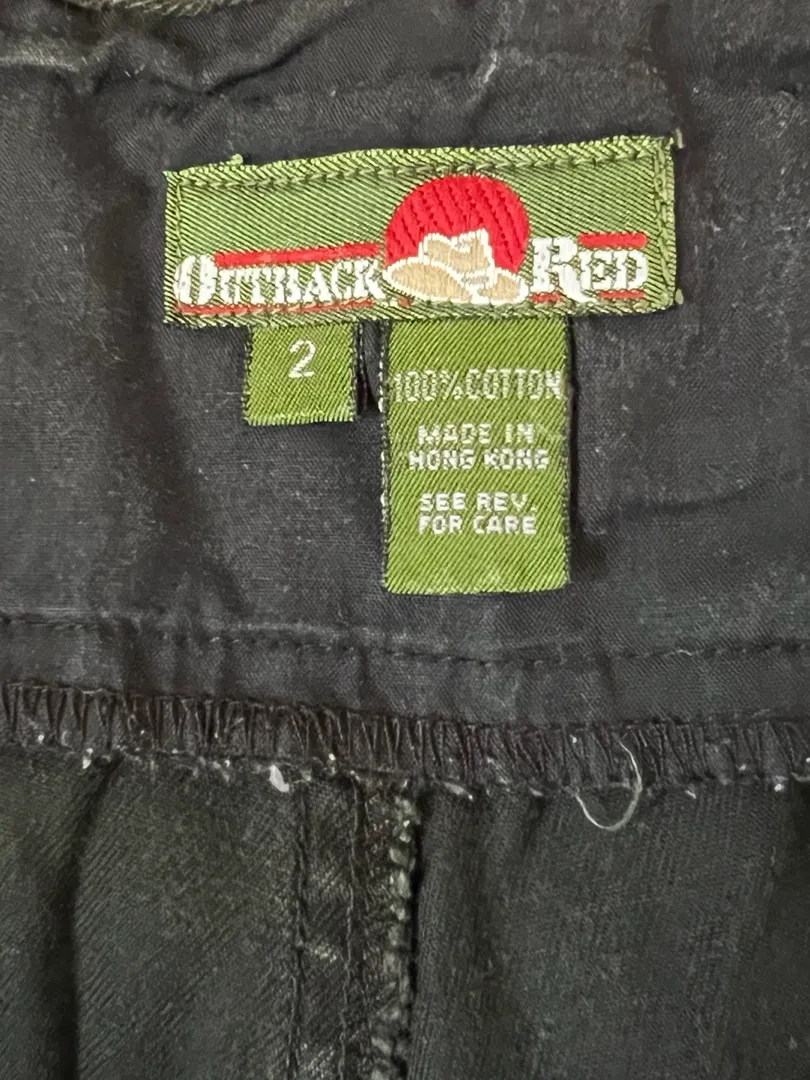 OUTBACK RED
2
100% COTTON
MADE IN
HONG KONG
SEE REV.
FOR CARE